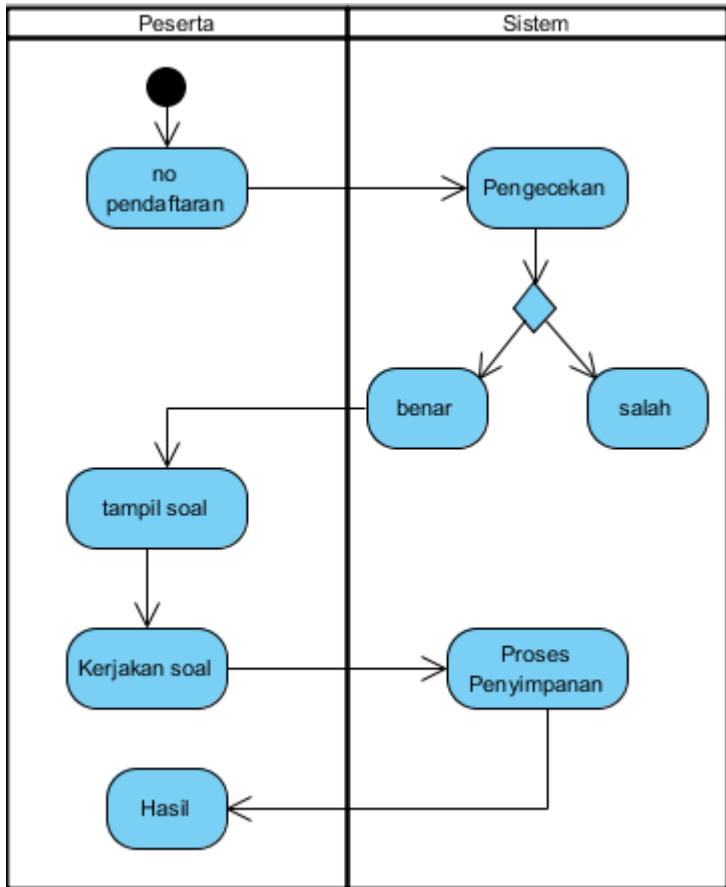 Peserta
Sistem
no
pendaftaran
Pengecekan
benar
salah
tampil soal
Kerjakan soal
Proses
Penyimpanan
Hasil